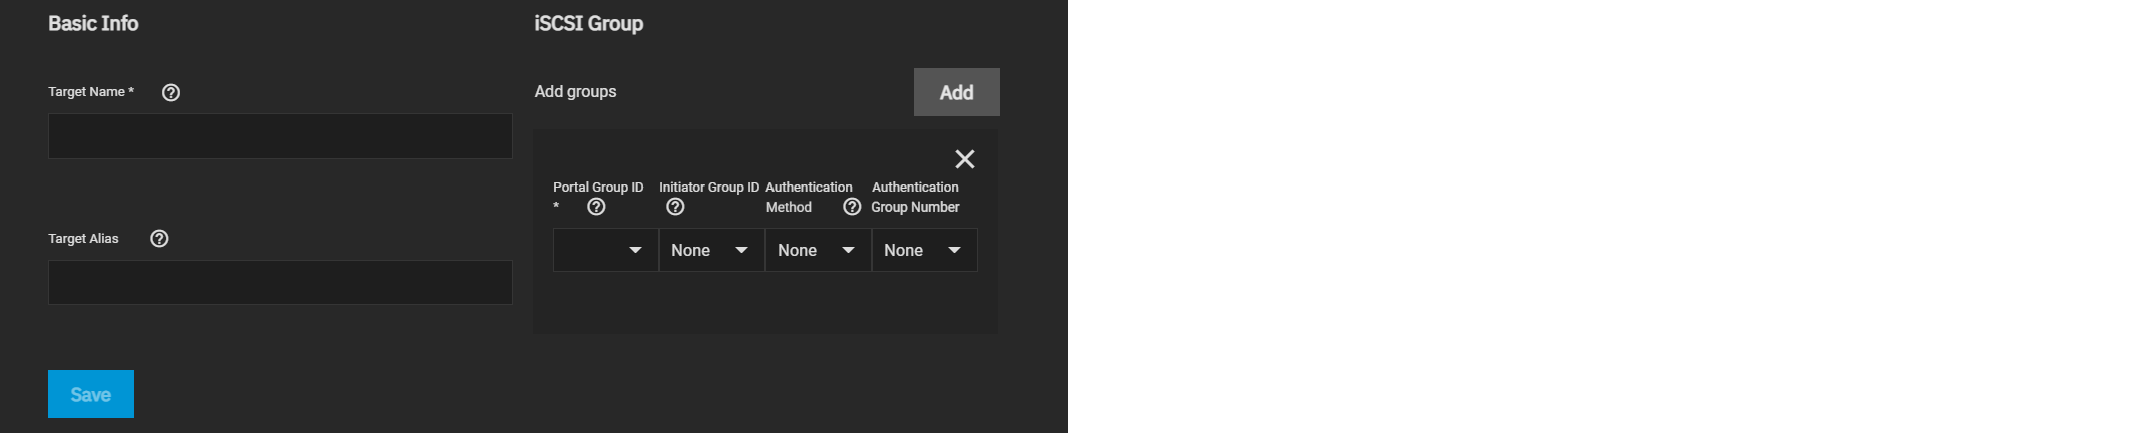 Basic Info
Target Name *
Target Alias
Save
iSCSI Group
Add groups
Add
Portal Group ID
*
Initiator Group ID
Authentication
Method
Authentication
Group Number
None
None
None